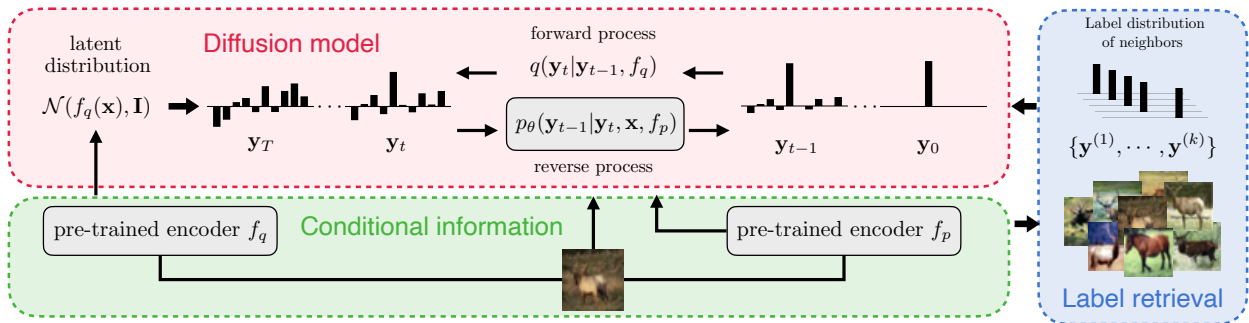 Diffusion model
latent
distribution
𝒩(f_q(𝐱), 𝐈)
𝐲_T
· · ·
𝐲_t
forward process
q(𝐲_t|𝐲_{t−1}, f_q)
p_θ(𝐲_{t−1}|𝐲_t, 𝐱, f_p)
reverse process
𝐲_{t−1}
· · ·
𝐲_0
Label distribution
of neighbors
{𝐲^{(1)}, · · · , 𝐲^{(k)}}
Label retrieval
pre-trained encoder f_q
Conditional information
pre-trained encoder f_p